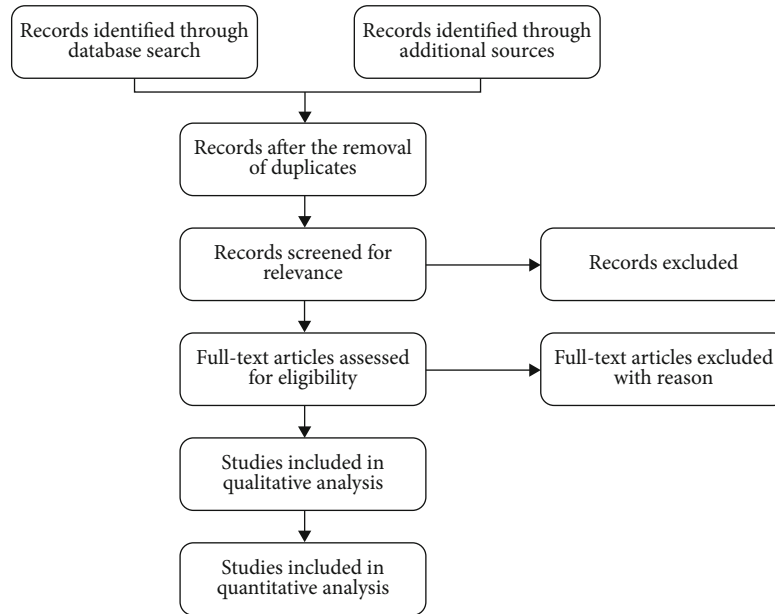 Records identified through
database search
Records identified through
additional sources
Records after the removal
of duplicates
Records screened for
relevance
Records excluded
Full-text articles assessed
for eligibility
Full-text articles excluded
with reason
Studies included in
qualitative analysis
Studies included in
quantitative analysis